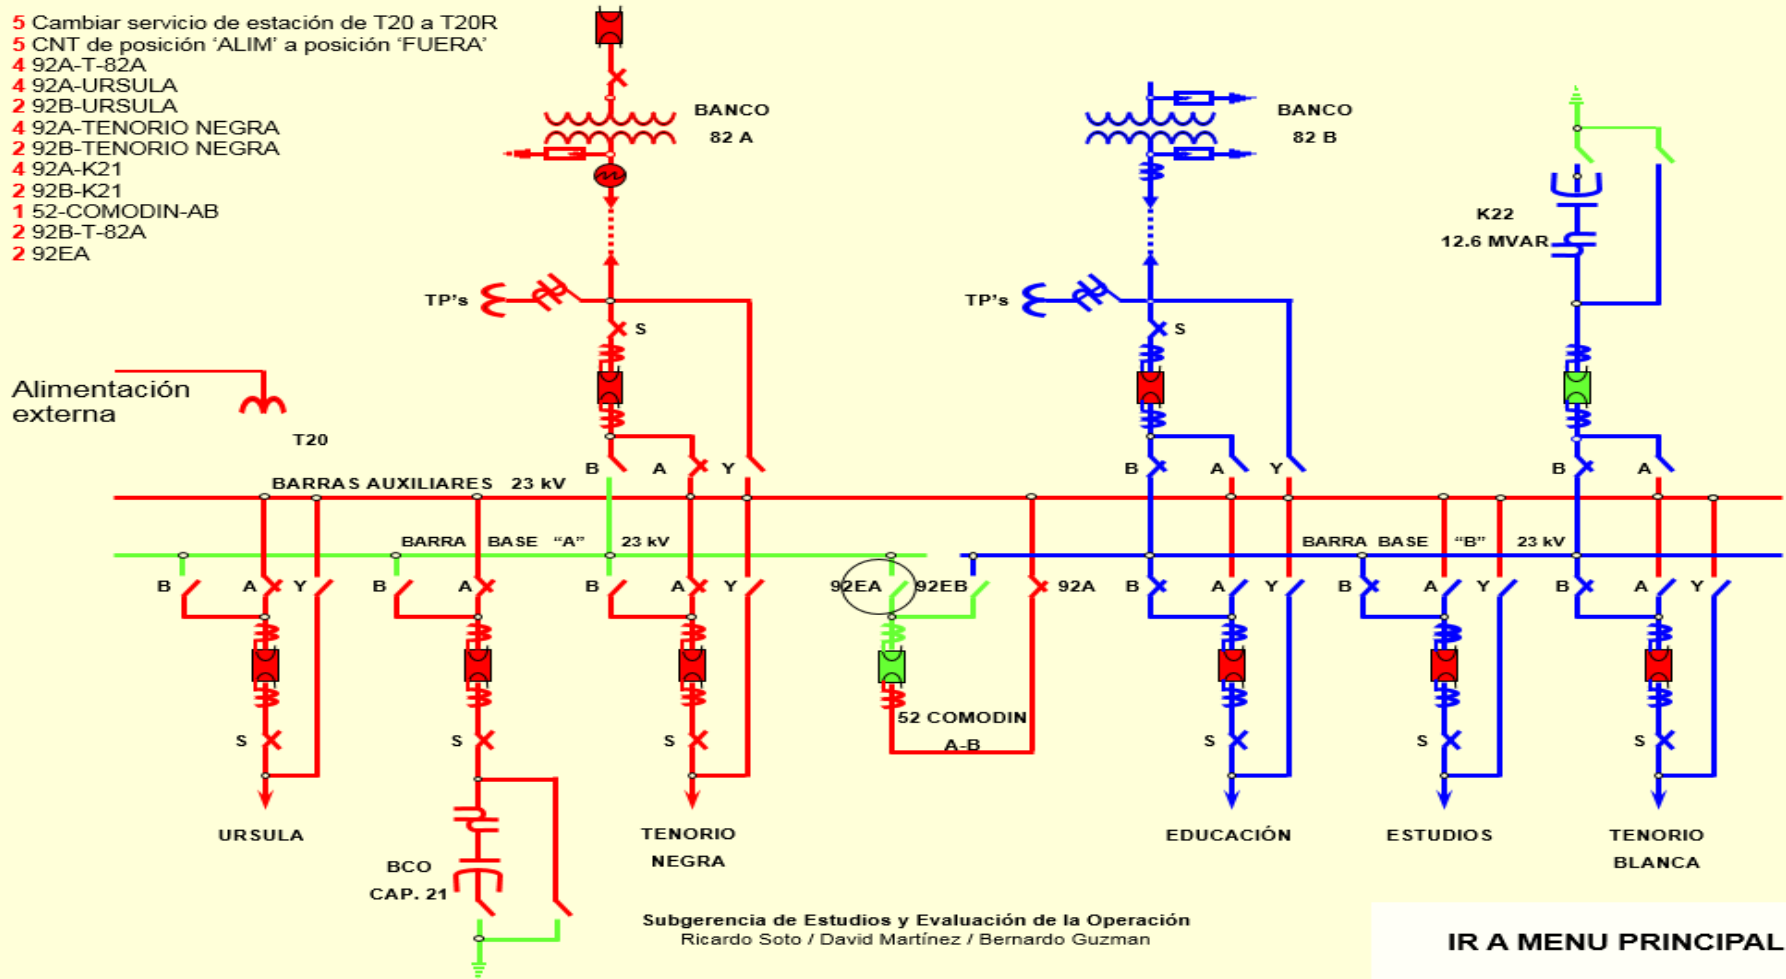 5 Cambiar servicio de estación de T20 a T20R
5 CNT de posición ‘ALIM’ a posición ‘FUERA’
4 92A-T-82A
4 92A-URSULA
2 92B-URSULA
4 92A-TENORIO NEGRA
2 92B-TENORIO NEGRA
4 92A-K21
2 92B-K21
1 52-COMODIN-AB
2 92B-T-82A
2 92EA
BANCO
82 A
BANCO
82 B
K22
12.6 MVAR
TP's
TP's
S
S
Alimentación
externa
T20
B A Y
B A Y
B A
BARRAS AUXILIARES 23 kV
BARRA BASE “A” 23 kV
BARRA BASE “B” 23 kV
B A Y
B A
B A Y
92EA 92EB 92A
B A Y
B A Y
B A Y
52 COMODIN
A-B
S
S
S
S
S
S
URSULA
BCO
CAP. 21
TENORIO
NEGRA
EDUCACIÓN
ESTUDIOS
TENORIO
BLANCA
Subgerencia de Estudios y Evaluación de la Operación
Ricardo Soto / David Martínez / Bernardo Guzman
IR A MENU PRINCIPAL